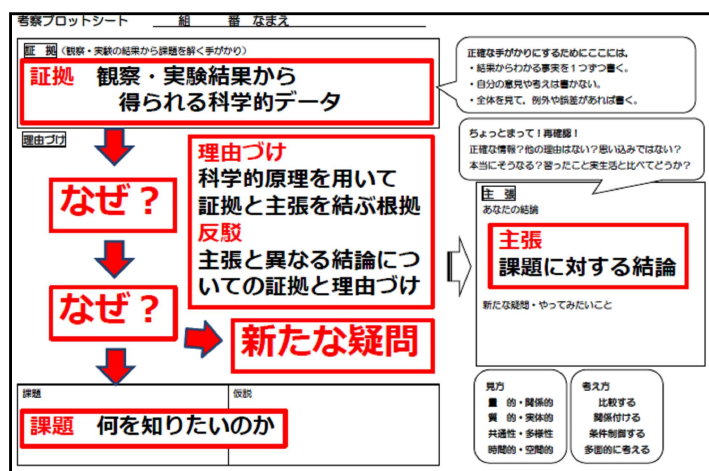 考察プロットシート　　組　　番 なまえ
証　拠（観察・実験の結果から課題を解く手がかり）
証拠　観察・実験結果から
得られる科学的データ
正確な手がかりにするためにここには、
・結果からわかる事実を１つずつ書く。
・自分の意見や考えは書かない。
・全体を見て、例外や誤差があれば書く。
理由づけ
なぜ？
なぜ？
理由づけ
科学的原理を用いて
証拠と主張を結ぶ根拠
反駁
主張と異なる結論につ
いての証拠と理由づけ
新たな疑問
ちょっとまって！再確認！
正確な情報？他の理由はない？思い込みではない？
本当にそうなる？習ったこと実生活と比べてどうか？
主　張
あなたの結論
主張
課題に対する結論
新たな疑問・やってみたいこと
課題
仮説
課題　何を知りたいのか
見方
量　的・関係的
質　的・実体的
共通性・多様性
時間的・空間的
考え方
比較する
関係付ける
条件制御する
多面的に考える